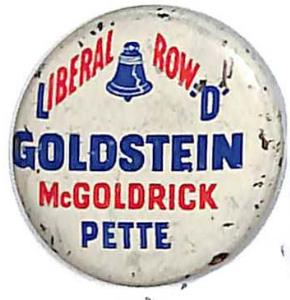 LIBERAL ROW "D"
GOLDSTEIN
McGOLDRICK
PETTE